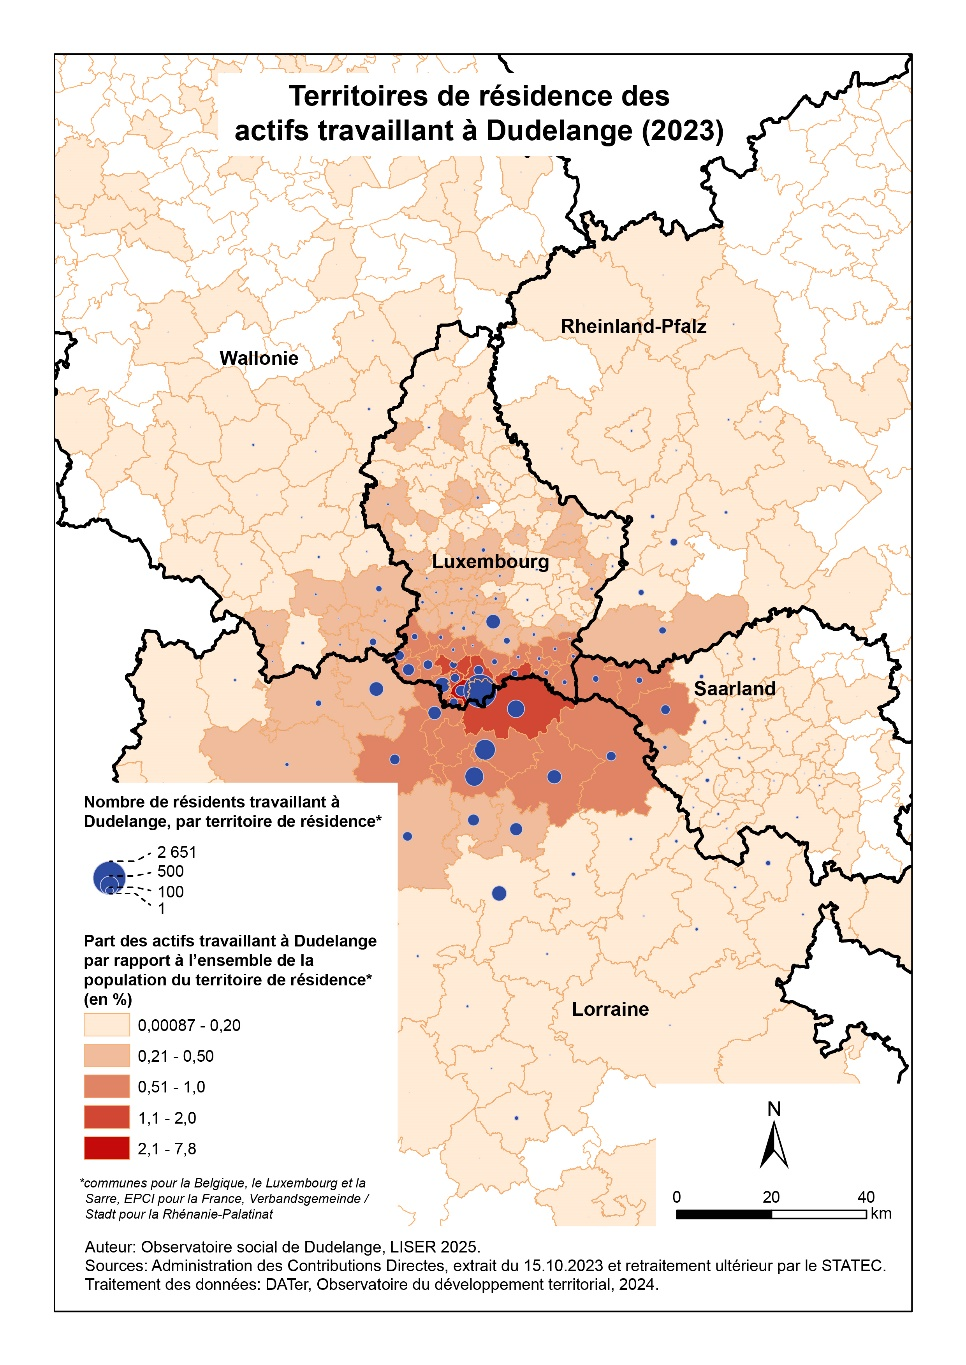 Territoires de résidence des
actifs travaillant à Dudelange (2023)
Rheinland-Pfalz
Wallonie
Luxembourg
Saarland
Lorraine
Nombre de résidents travaillant à
Dudelange, par territoire de résidence*
2 651
500
100
1
Part des actifs travaillant à Dudelange
par rapport à l’ensemble de la
population du territoire de résidence*
(en %)
0,00087 - 0,20
0,21 - 0,50
0,51 - 1,0
1,1 - 2,0
2,1 - 7,8
*communes pour la Belgique, le Luxembourg et la
Sarre, EPCI pour la France, Verbandsgemeinde /
Stadt pour la Rhénanie-Palatinat
N
0 20 40
km
Auteur: Observatoire social de Dudelange, LISER 2025.
Sources: Administration des Contributions Directes, extrait du 15.10.2023 et retraitement ultérieur par le STATEC.
Traitement des données: DATer, Observatoire du développement territorial, 2024.